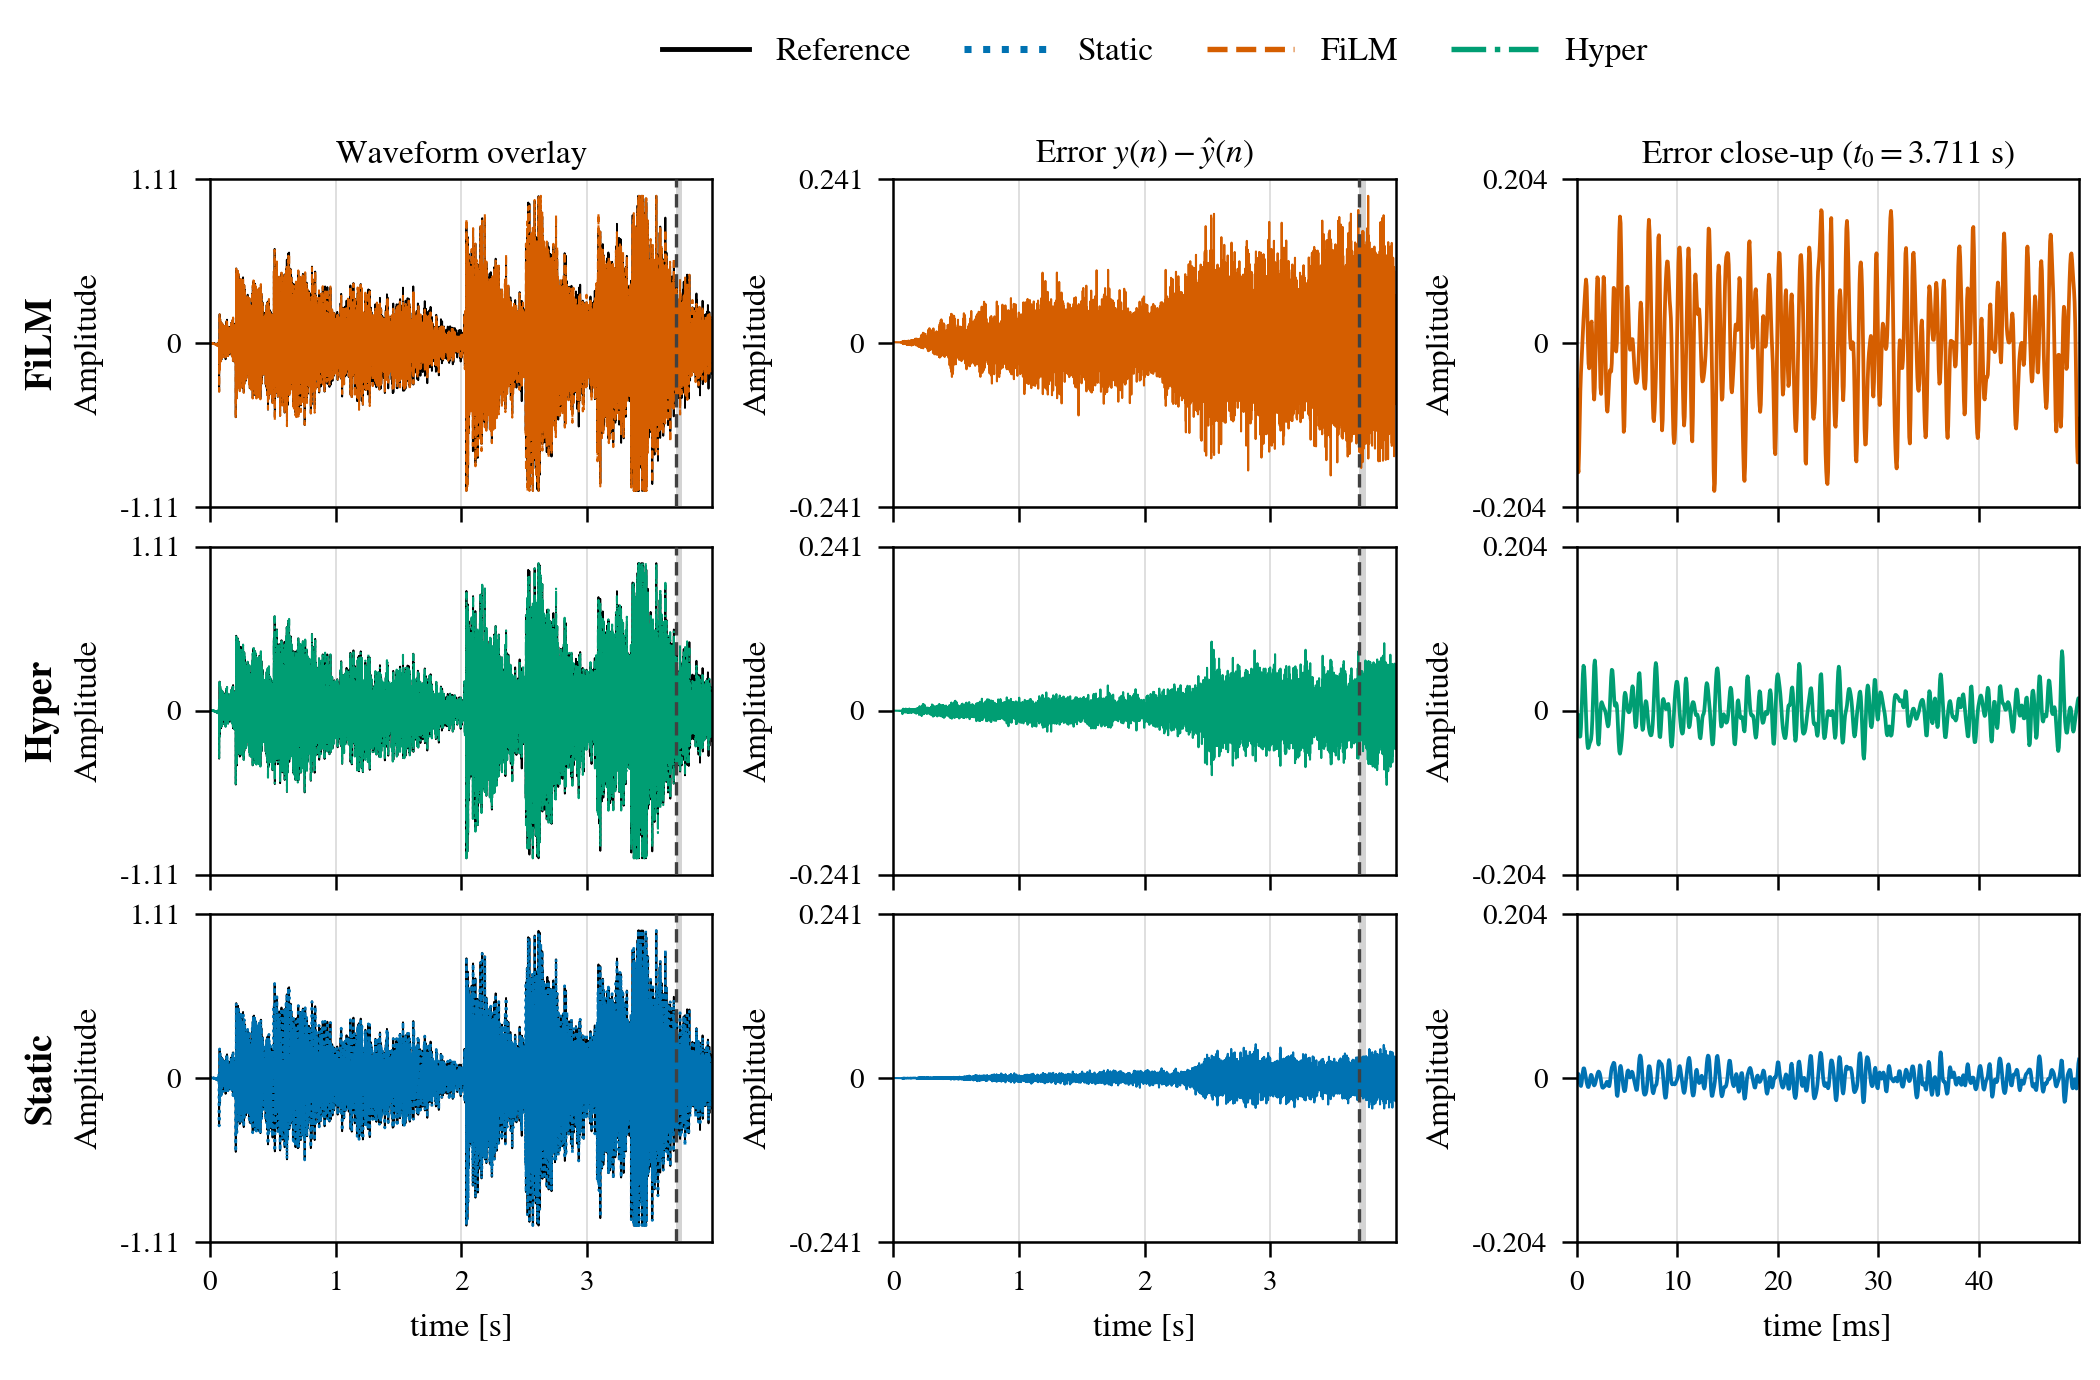 Reference Static FiLM Hyper
Waveform overlay
Error y(n) − ŷ(n)
Error close-up (t₀ = 3.711 s)
FiLM
Amplitude
1.11
0
-1.11
Amplitude
0.241
0
-0.241
Amplitude
0.204
0
-0.204
Hyper
Amplitude
1.11
0
-1.11
Amplitude
0.241
0
-0.241
Amplitude
0.204
0
-0.204
Static
Amplitude
1.11
0
-1.11
0 1 2 3
time [s]
Amplitude
0.241
0
-0.241
0 1 2 3
time [s]
Amplitude
0.204
0
-0.204
0 10 20 30 40
time [ms]